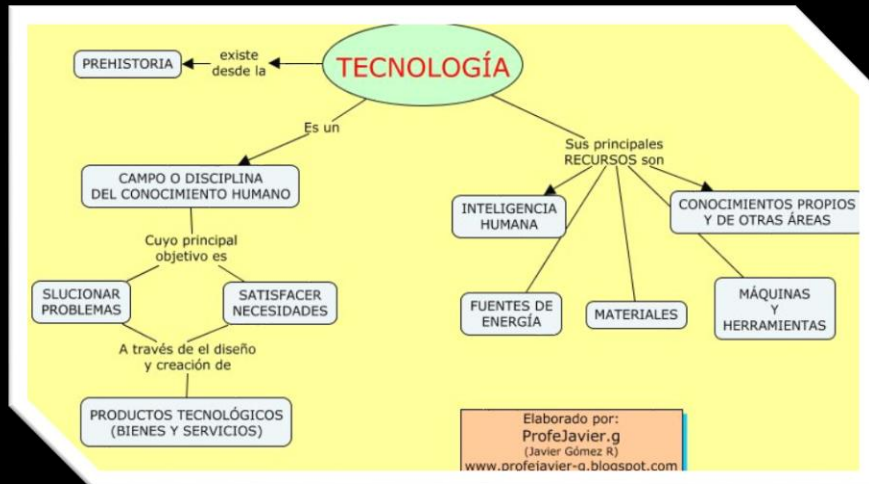 TECNOLOGÍA
existe
desde la
PREHISTORIA
Es un
CAMPO O DISCIPLINA
DEL CONOCIMIENTO HUMANO
Cuyo principal
objetivo es
SLUCIONAR
PROBLEMAS
SATISFACER
NECESIDADES
A través de el diseño
y creación de
PRODUCTOS TECNOLÓGICOS
(BIENES Y SERVICIOS)
Sus principales
RECURSOS son
INTELIGENCIA
HUMANA
CONOCIMIENTOS PROPIOS
Y DE OTRAS ÁREAS
FUENTES DE
ENERGÍA
MATERIALES
MÁQUINAS
Y
HERRAMIENTAS
Elaborado por:
ProfeJavier.g
(Javier Gómez R)
www.profejavier-g.blogspot.com